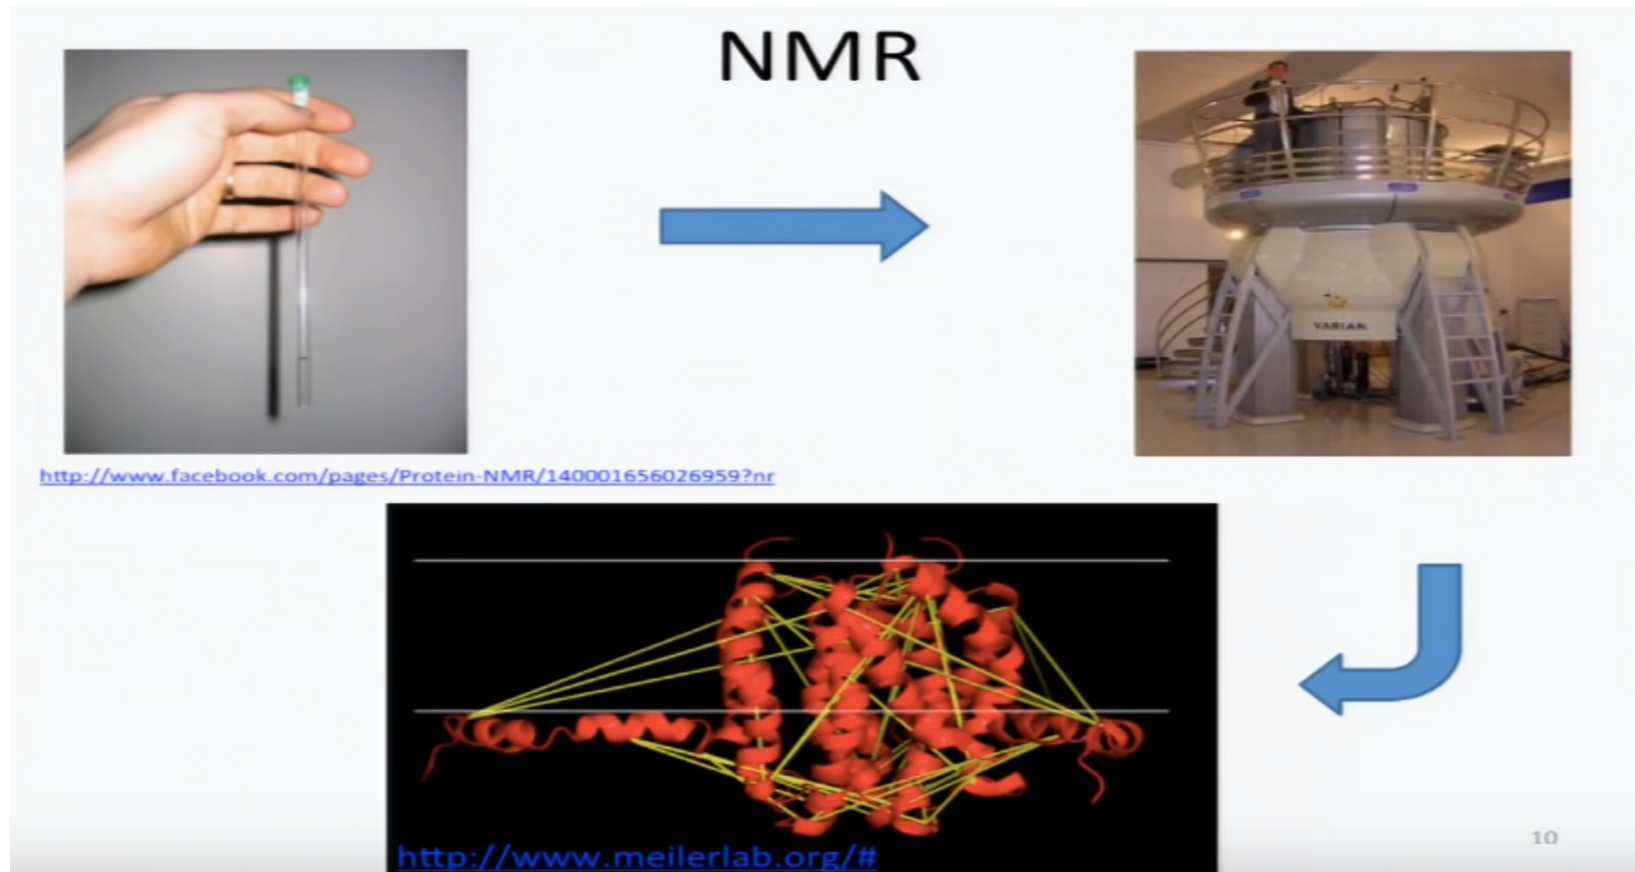 NMR
VARIAN
http://www.facebook.com/pages/Protein-NMR/140001656026959?nr
http://www.meilerlab.org/#
10